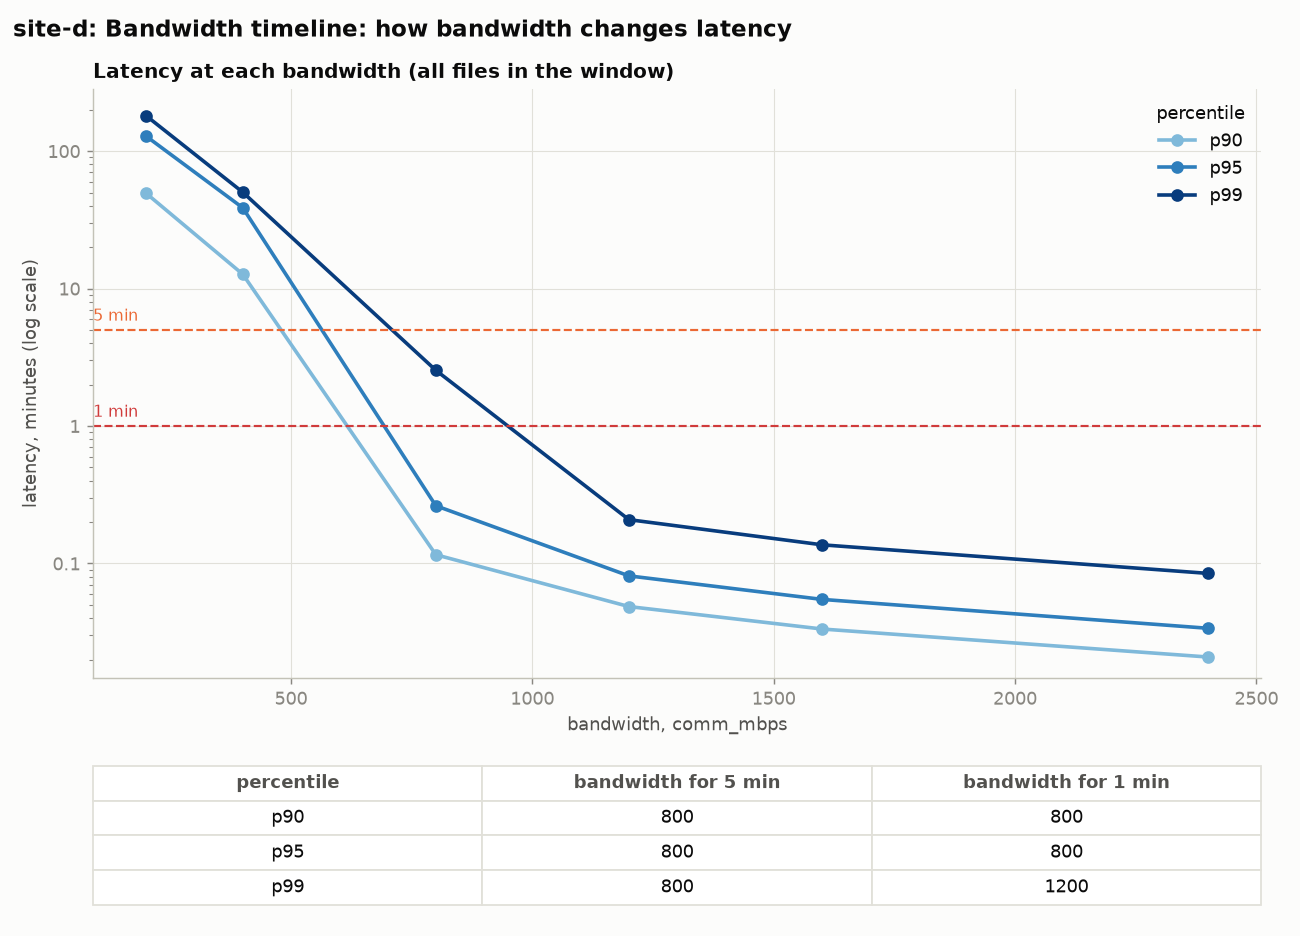 site-d: Bandwidth timeline: how bandwidth changes latency
Latency at each bandwidth (all files in the window)
percentile
p90
p95
p99
100
10
1
0.1
5 min
1 min
latency, minutes (log scale)
500 1000 1500 2000 2500
bandwidth, comm_mbps
percentile bandwidth for 5 min bandwidth for 1 min
p90 800 800
p95 800 800
p99 800 1200